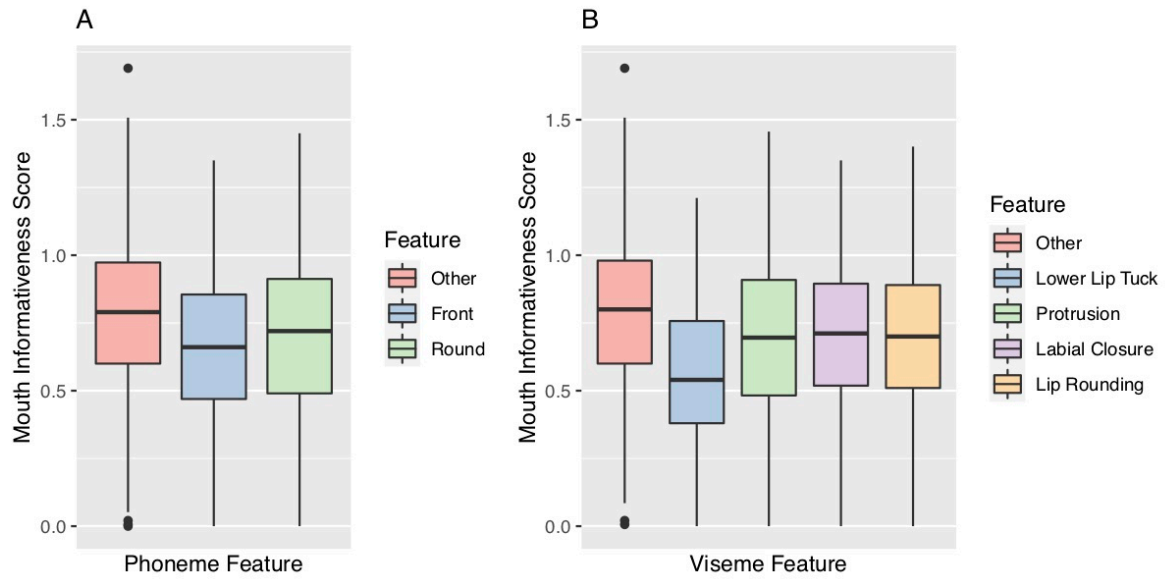 A
Mouth Informativeness Score
1.5
1.0
0.5
0.0
Phoneme Feature
Feature
Other
Front
Round
B
Mouth Informativeness Score
1.5
1.0
0.5
0.0
Viseme Feature
Feature
Other
Lower Lip Tuck
Protrusion
Labial Closure
Lip Rounding